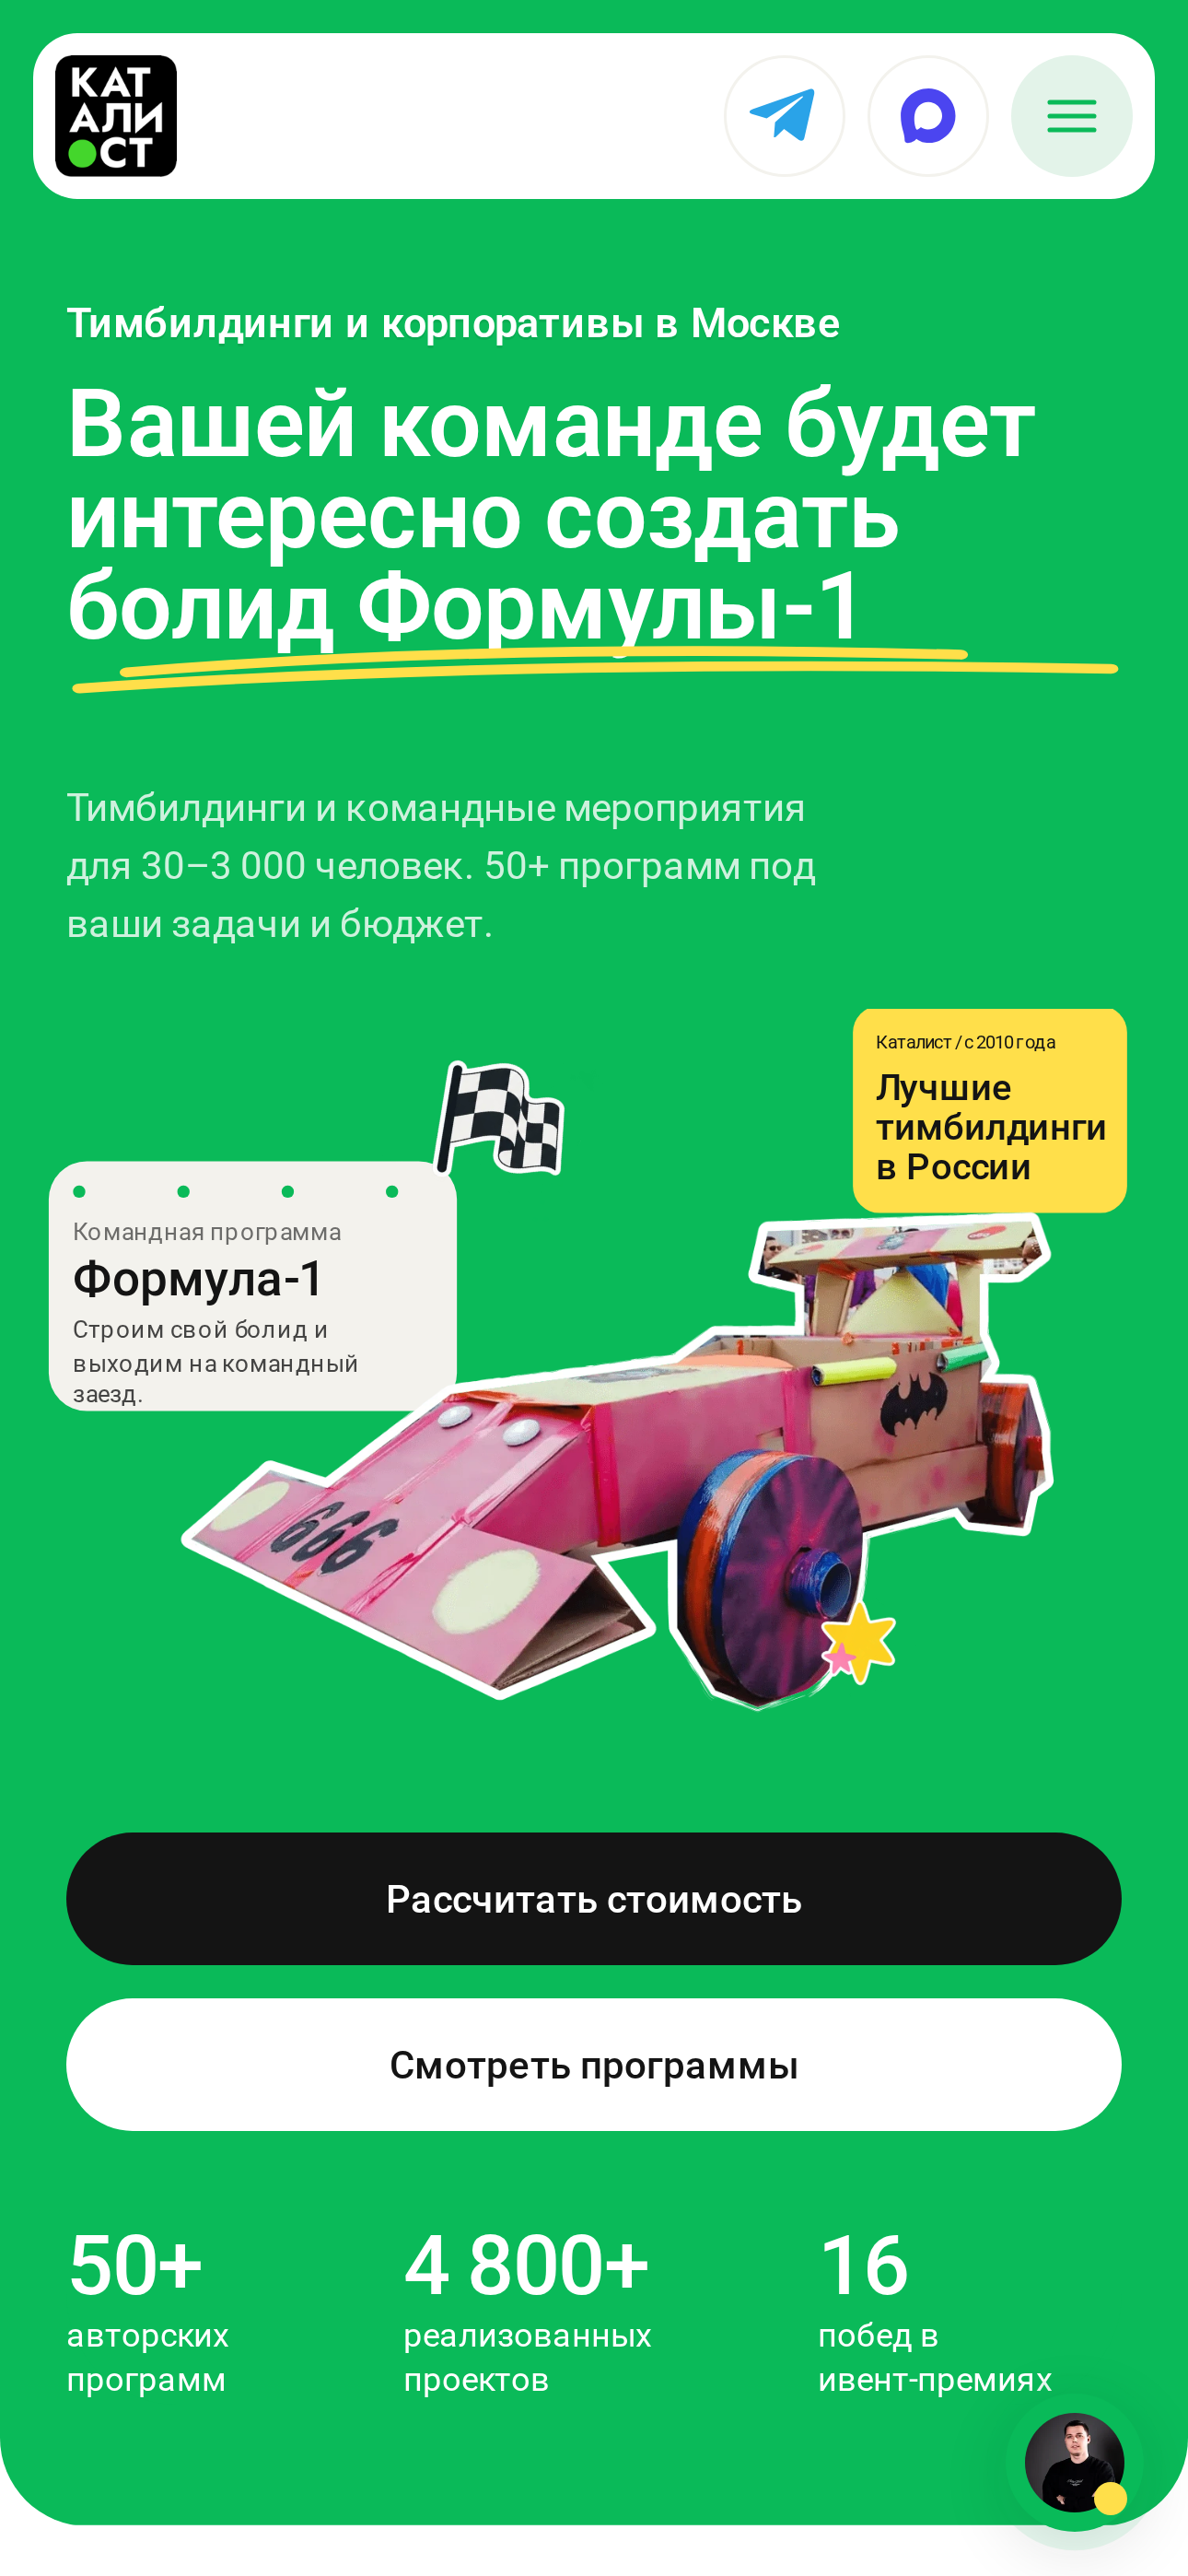 КАТ
АЛИ
СТ
Тимбилдинги и корпоративы в Москве
Вашей команде будет
интересно создать
болид Формулы-1
Тимбилдинги и командные мероприятия
для 30–3 000 человек. 50+ программ под
ваши задачи и бюджет.
Каталист / с 2010 года
Лучшие
тимбилдинги
в России
Командная программа
Формула-1
Строим свой болид и
выходим на командный
заезд.
666
Рассчитать стоимость
Смотреть программы
50+
авторских
программ
4 800+
реализованных
проектов
16
побед в
ивент-премиях